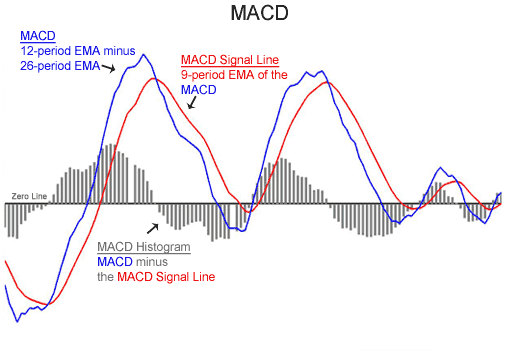 MACD
MACD
12-period EMA minus
26-period EMA
MACD Signal Line
9-period EMA of the
MACD
Zero Line
MACD Histogram
MACD minus
the MACD Signal Line